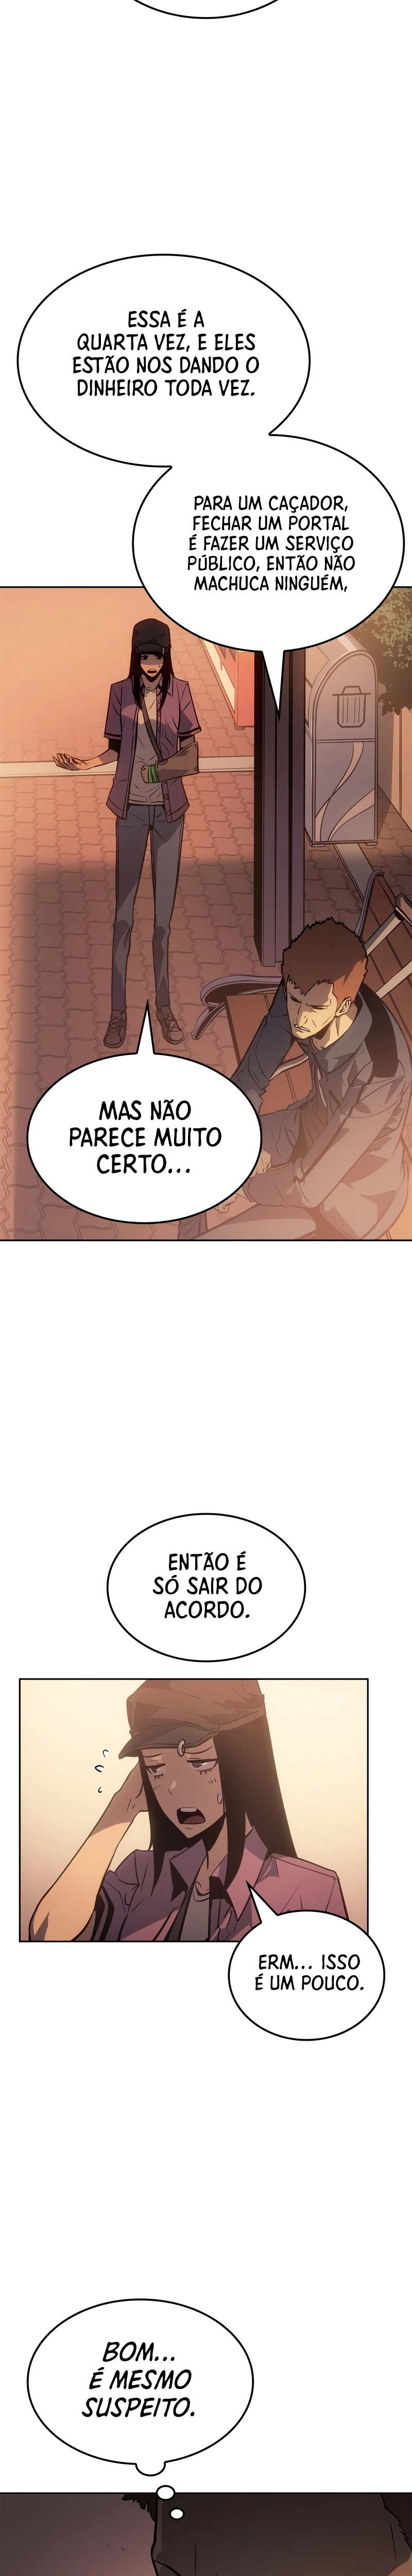 ESSA É A
QUARTA VEZ, E ELES
ESTÃO NOS DANDO O
DINHEIRO TODA VEZ.
PARA UM CAÇADOR,
FECHAR UM PORTAL
É FAZER UM SERVIÇO
PÚBLICO, ENTÃO NÃO
MACHUCA NINGUÉM,
MAS NÃO
PARECE MUITO
CERTO...
ENTÃO É
SÓ SAIR DO
ACORDO.
ERM... ISSO
É UM POUCO.
BOM...
É MESMO
SUSPEITO.